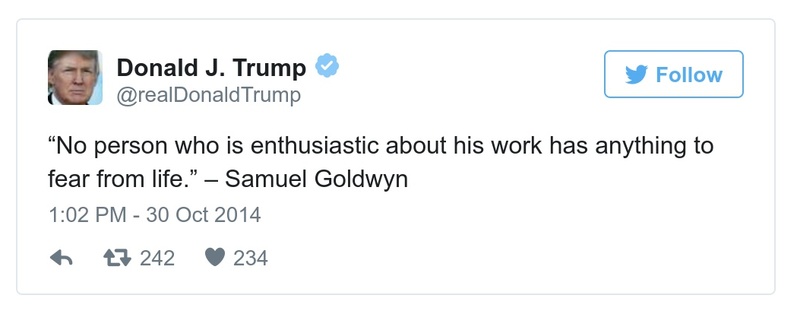 Donald J. Trump
@realDonaldTrump
Follow
“No person who is enthusiastic about his work has anything to
fear from life.” – Samuel Goldwyn
1:02 PM - 30 Oct 2014
242 234